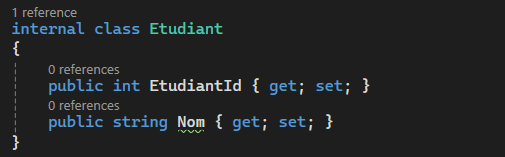 1 reference
internal class Etudiant
{
0 references
public int EtudiantId { get; set; }
0 references
public string Nom { get; set; }
}